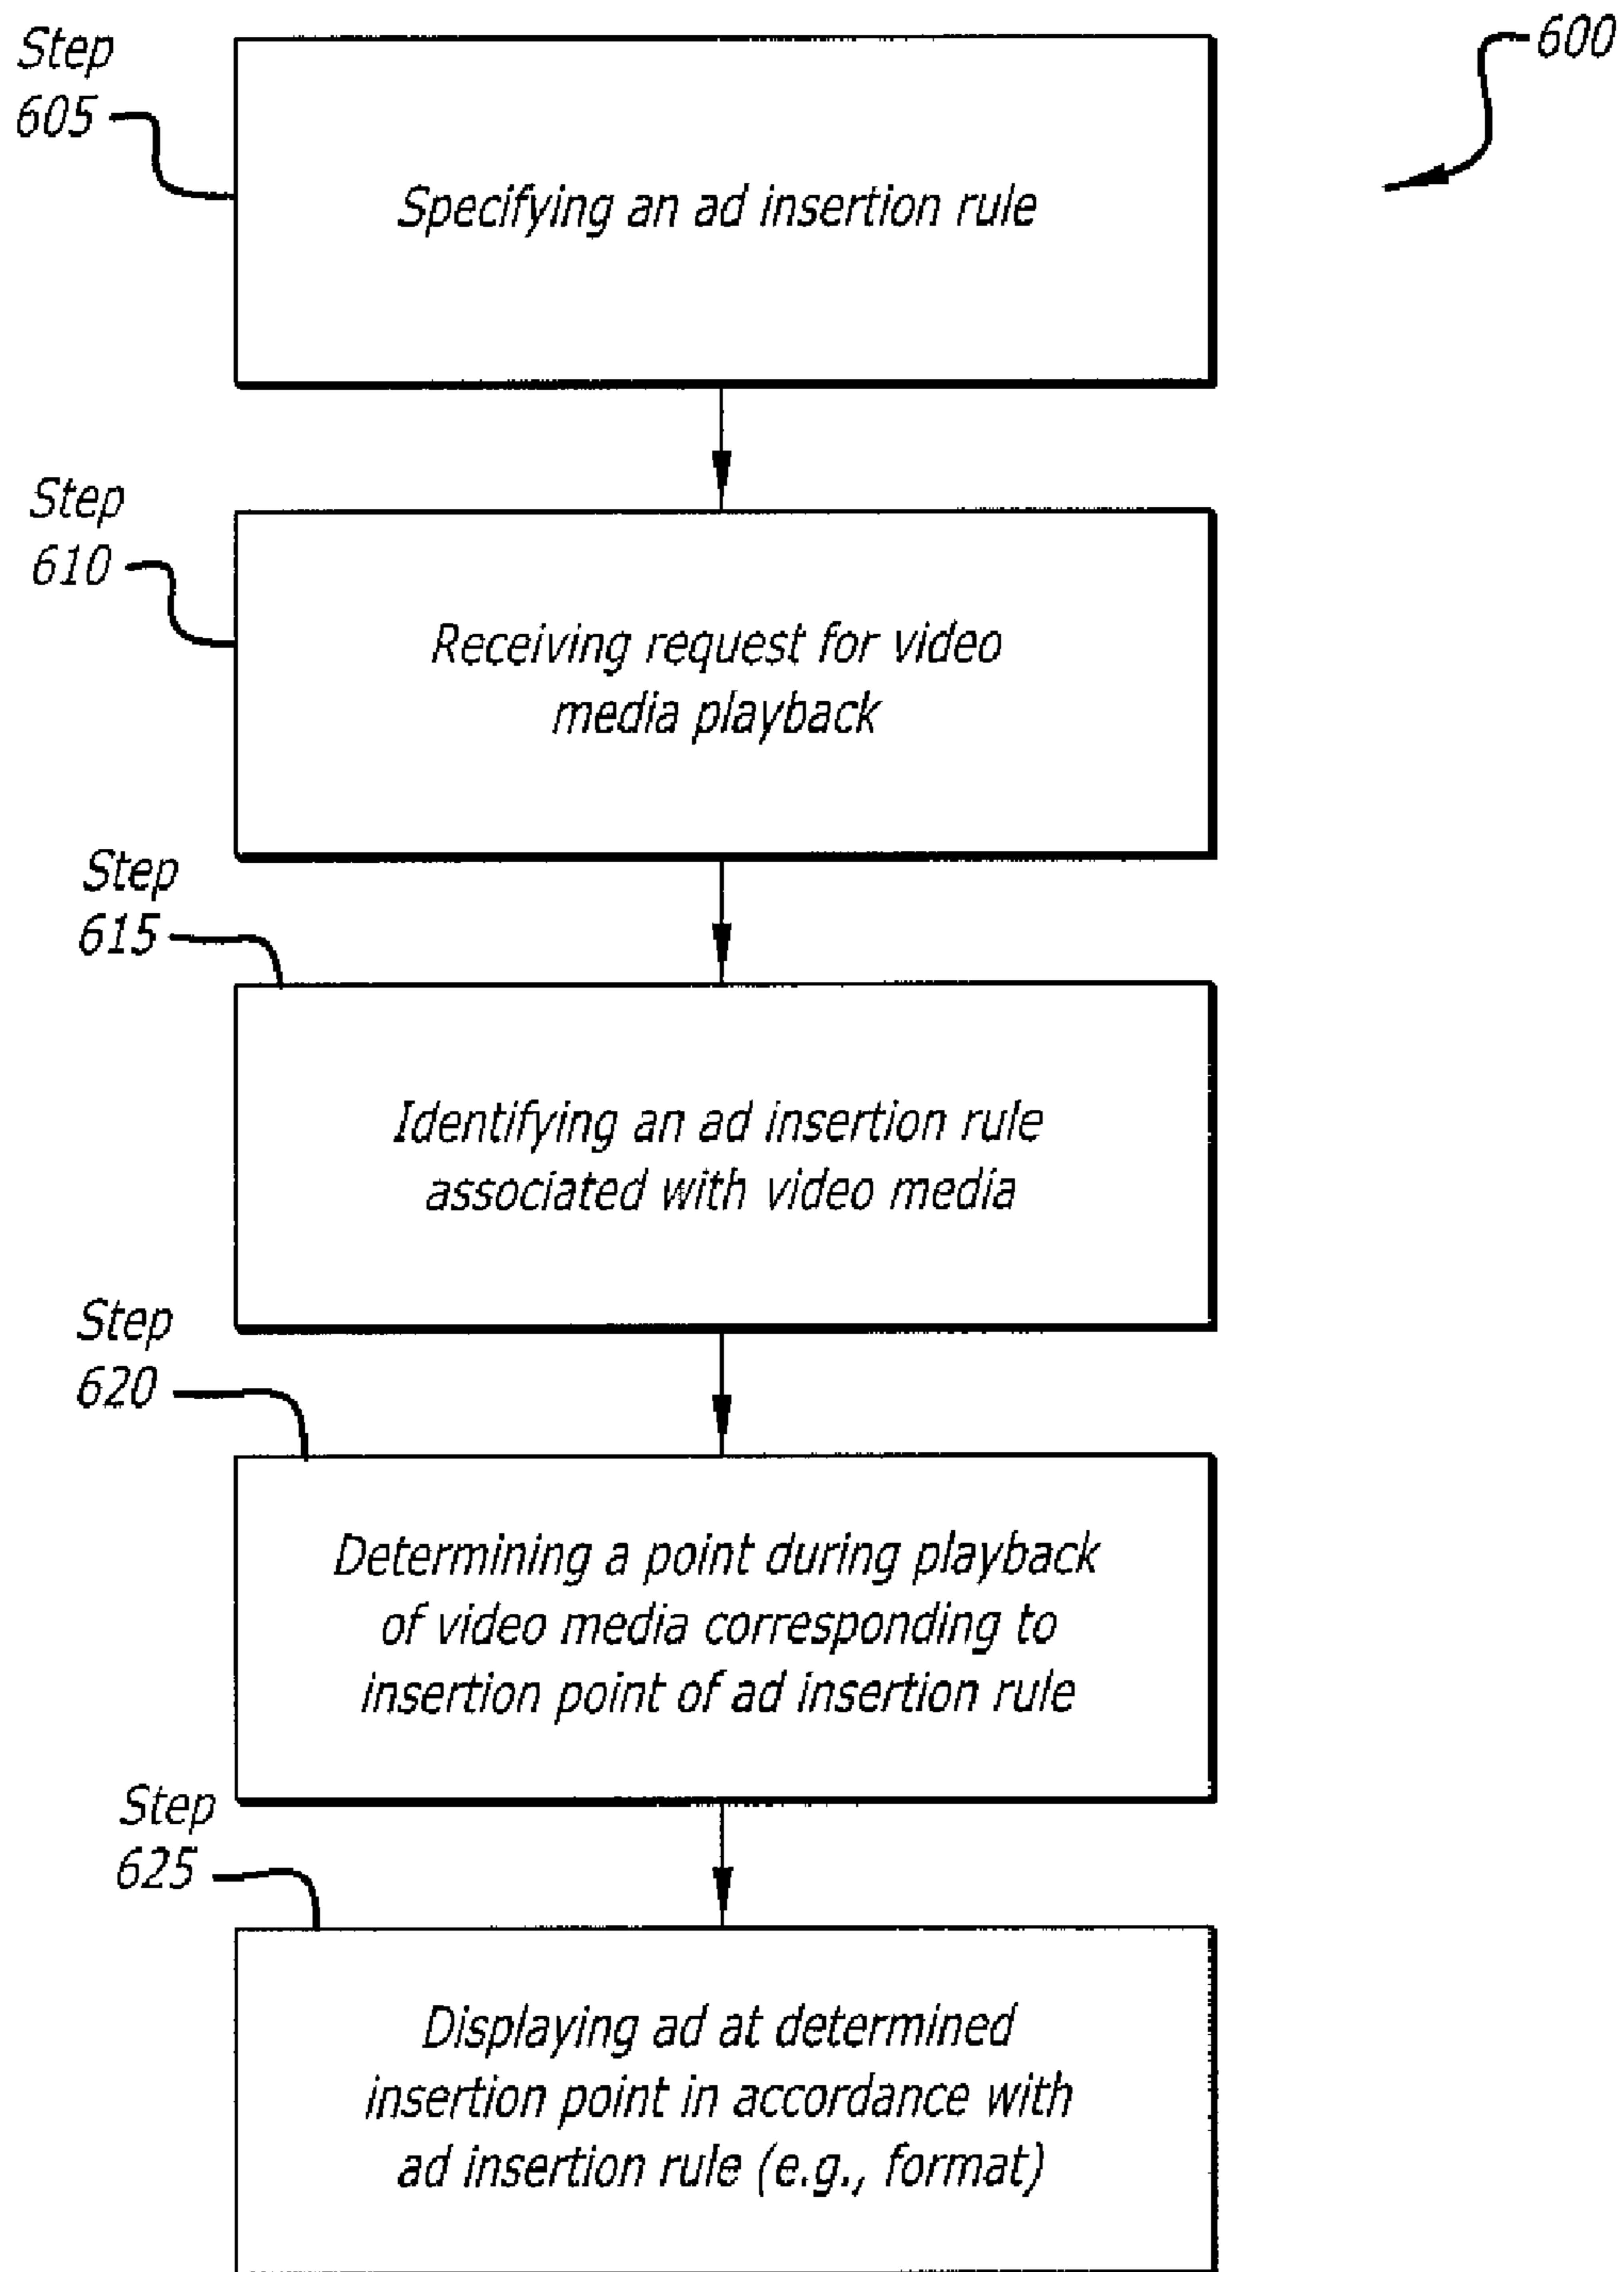 600
Step
605
Specifying an ad insertion rule
Step
610
Receiving request for video
media playback
Step
615
Identifying an ad insertion rule
associated with video media
Step
620
Determining a point during playback
of video media corresponding to
insertion point of ad insertion rule
Step
625
Displaying ad at determined
insertion point in accordance with
ad insertion rule (e.g., format)